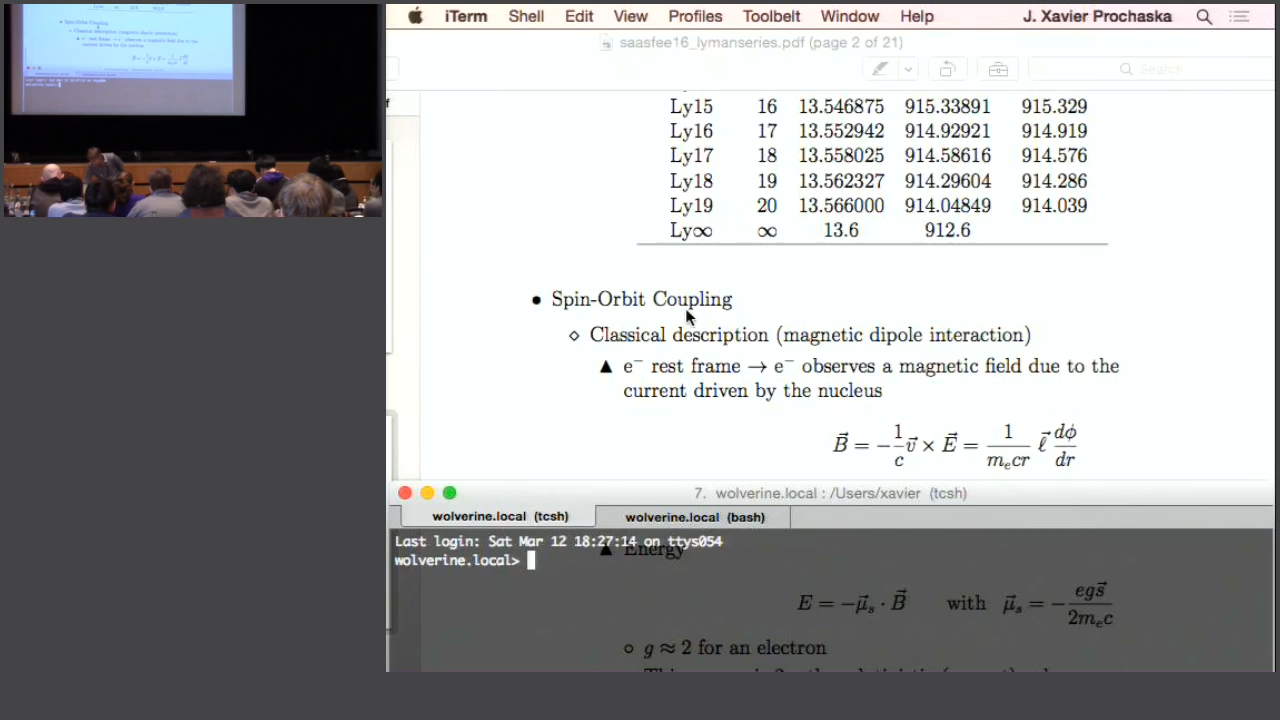 iTerm Shell Edit View Profiles Toolbelt Window Help J. Xavier Prochaska
saasfee16_lymanseries.pdf (page 2 of 21)
Search
Ly15 16 13.546875 915.33891 915.329
Ly16 17 13.552942 914.92921 914.919
Ly17 18 13.558025 914.58616 914.576
Ly18 19 13.562327 914.29604 914.286
Ly19 20 13.566000 914.04849 914.039
Ly∞ ∞ 13.6 912.6
• Spin-Orbit Coupling
⋄ Classical description (magnetic dipole interaction)
▲ e⁻ rest frame → e⁻ observes a magnetic field due to the
current driven by the nucleus
B⃗ = −1/c v⃗ × E⃗ = 1/(mₑcr) ℓ⃗ dϕ/dr
7. wolverine.local : /Users/xavier (tcsh)
wolverine.local (tcsh) wolverine.local (bash)
Last login: Sat Mar 12 18:27:14 on ttys054
▲ Energy
wolverine.local>
E = −μ⃗ₛ · B⃗ with μ⃗ₛ = −egs⃗/2mₑc
○ g ≈ 2 for an electron